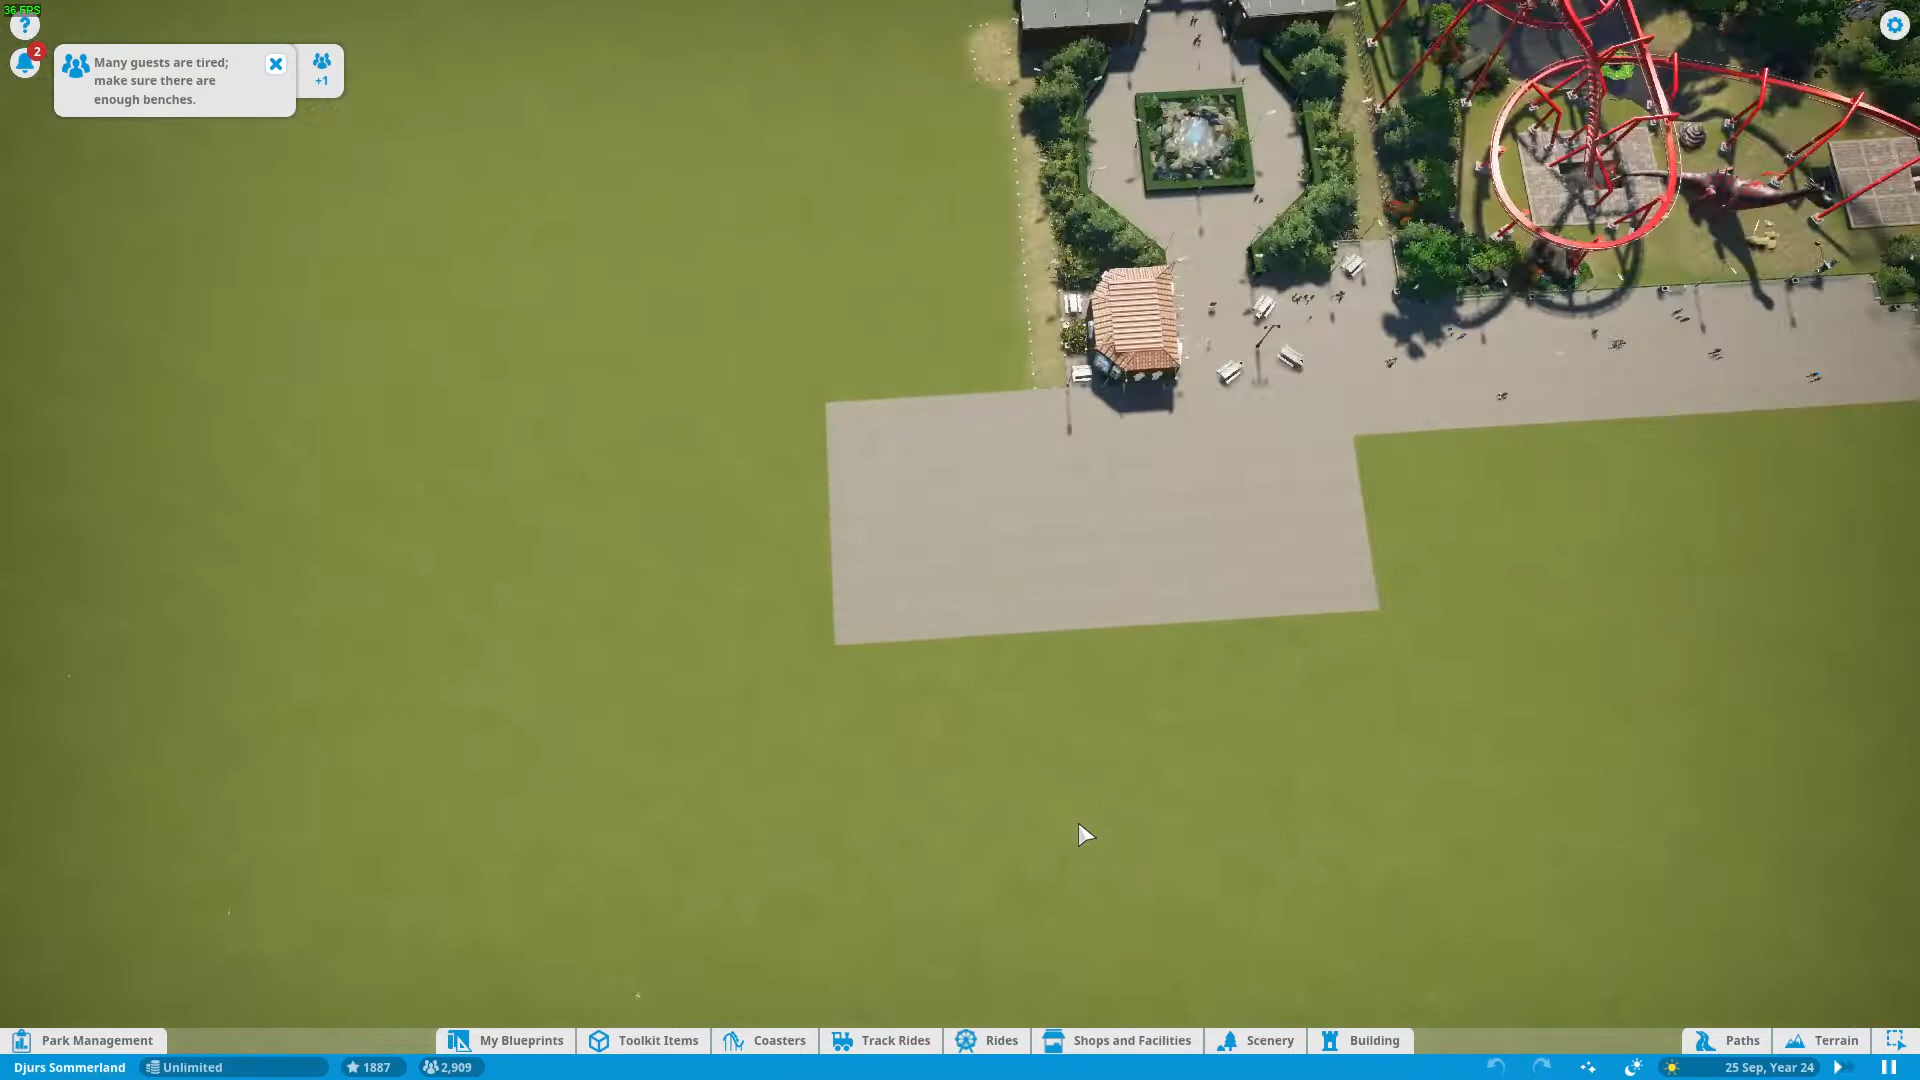 36 FPS
?
2
Many guests are tired;
make sure there are
enough benches.
+1
Park Management
My Blueprints
Toolkit Items
Coasters
Track Rides
Rides
Shops and Facilities
Scenery
Building
Paths
Terrain
Djurs Sommerland
Unlimited
1887
2,909
25 Sep, Year 24